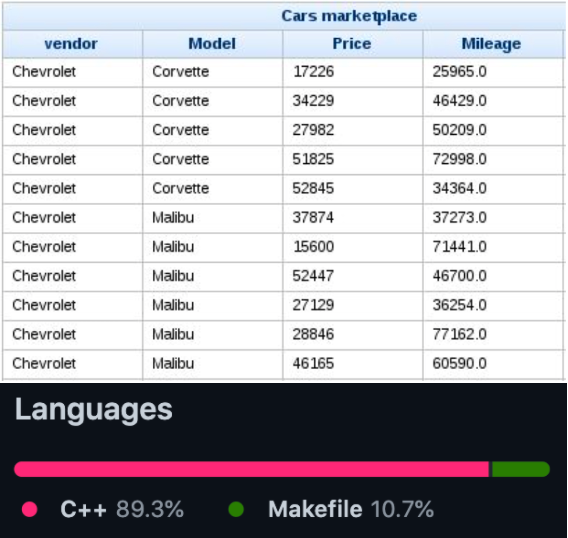 Cars marketplace
vendor Model Price Mileage
Chevrolet Corvette 17226 25965.0
Chevrolet Corvette 34229 46429.0
Chevrolet Corvette 27982 50209.0
Chevrolet Corvette 51825 72998.0
Chevrolet Corvette 52845 34364.0
Chevrolet Malibu 37874 37273.0
Chevrolet Malibu 15600 71441.0
Chevrolet Malibu 52447 46700.0
Chevrolet Malibu 27129 36254.0
Chevrolet Malibu 28846 77162.0
Chevrolet Malibu 46165 60590.0
Languages
C++ 89.3% Makefile 10.7%